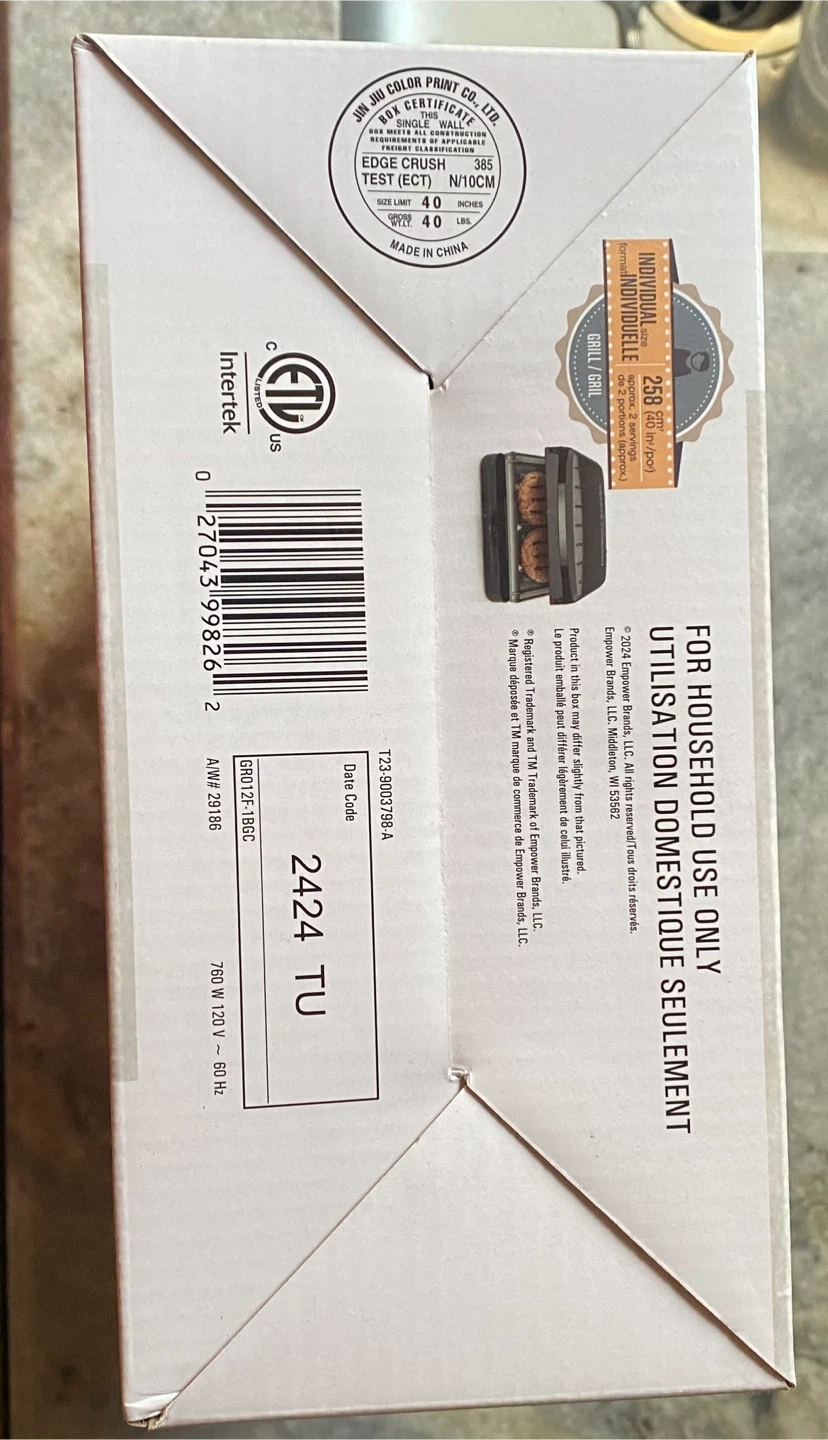 JIN JIU COLOR PRINT CO., LTD.
BOX CERTIFICATE
THIS
SINGLE WALL
BOX MEETS ALL CONSTRUCTION
REQUIREMENTS OF APPLICABLE
FREIGHT CLASSIFICATION
EDGE CRUSH 385
TEST (ECT) N/10CM
SIZE LIMIT 40 INCHES
GROSS WT.LT. 40 LBS.
MADE IN CHINA
INDIVIDUAL size
format INDIVIDUELLE
258 cm² (40 in²/po²)
approx. 2 servings
de 2 portions (approx.)
GRILL / GRIL
FOR HOUSEHOLD USE ONLY
UTILISATION DOMESTIQUE SEULEMENT
© 2024 Empower Brands, LLC. All rights reserved/Tous droits réservés.
Empower Brands, LLC. Middleton, WI 53562
Product in this box may differ slightly from that pictured.
Le produit emballé peut différer légèrement de celui illustré.
® Registered Trademark and TM Trademark of Empower Brands, LLC.
® Marque déposée et TM marque de commerce de Empower Brands, LLC.
C ETL CM US
LISTED
Intertek
0 27043 99826 2
T23-9003798-A
Date Code
2424 TU
GR012F-1BGC
A/W# 29186 760 W 120 V ~ 60 Hz